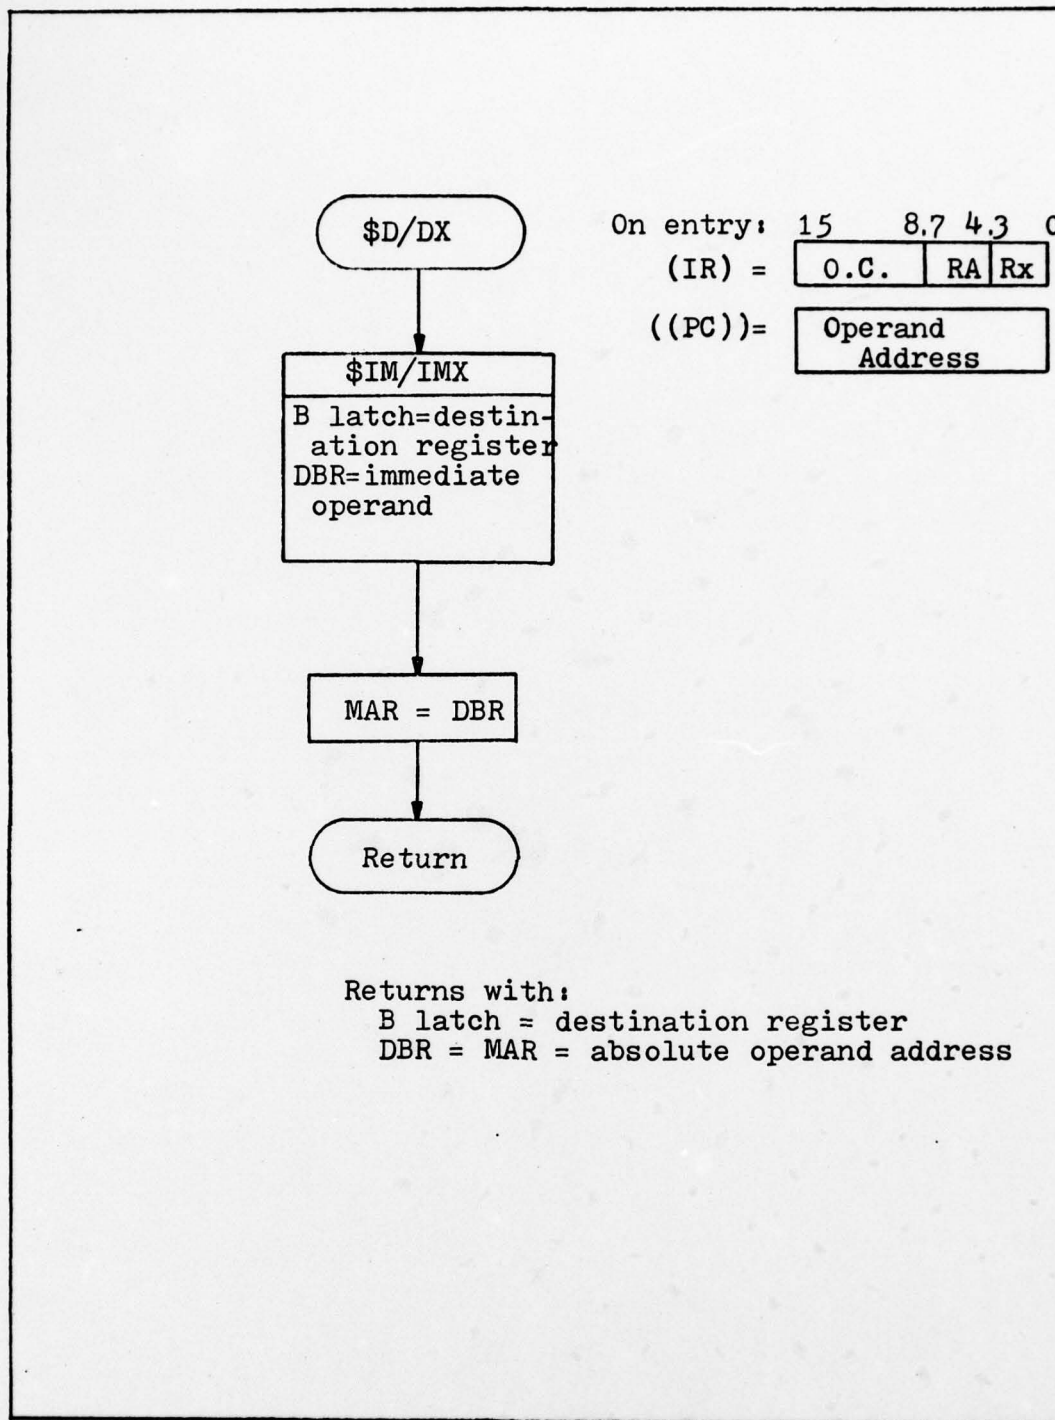 $D/DX
On entry: 15 8,7 4,3 0
(IR) = O.C. RA Rx
((PC))= Operand
Address
$IM/IMX
B latch=destin-
ation register
DBR=immediate
operand
MAR = DBR
Return
Returns with:
B latch = destination register
DBR = MAR = absolute operand address